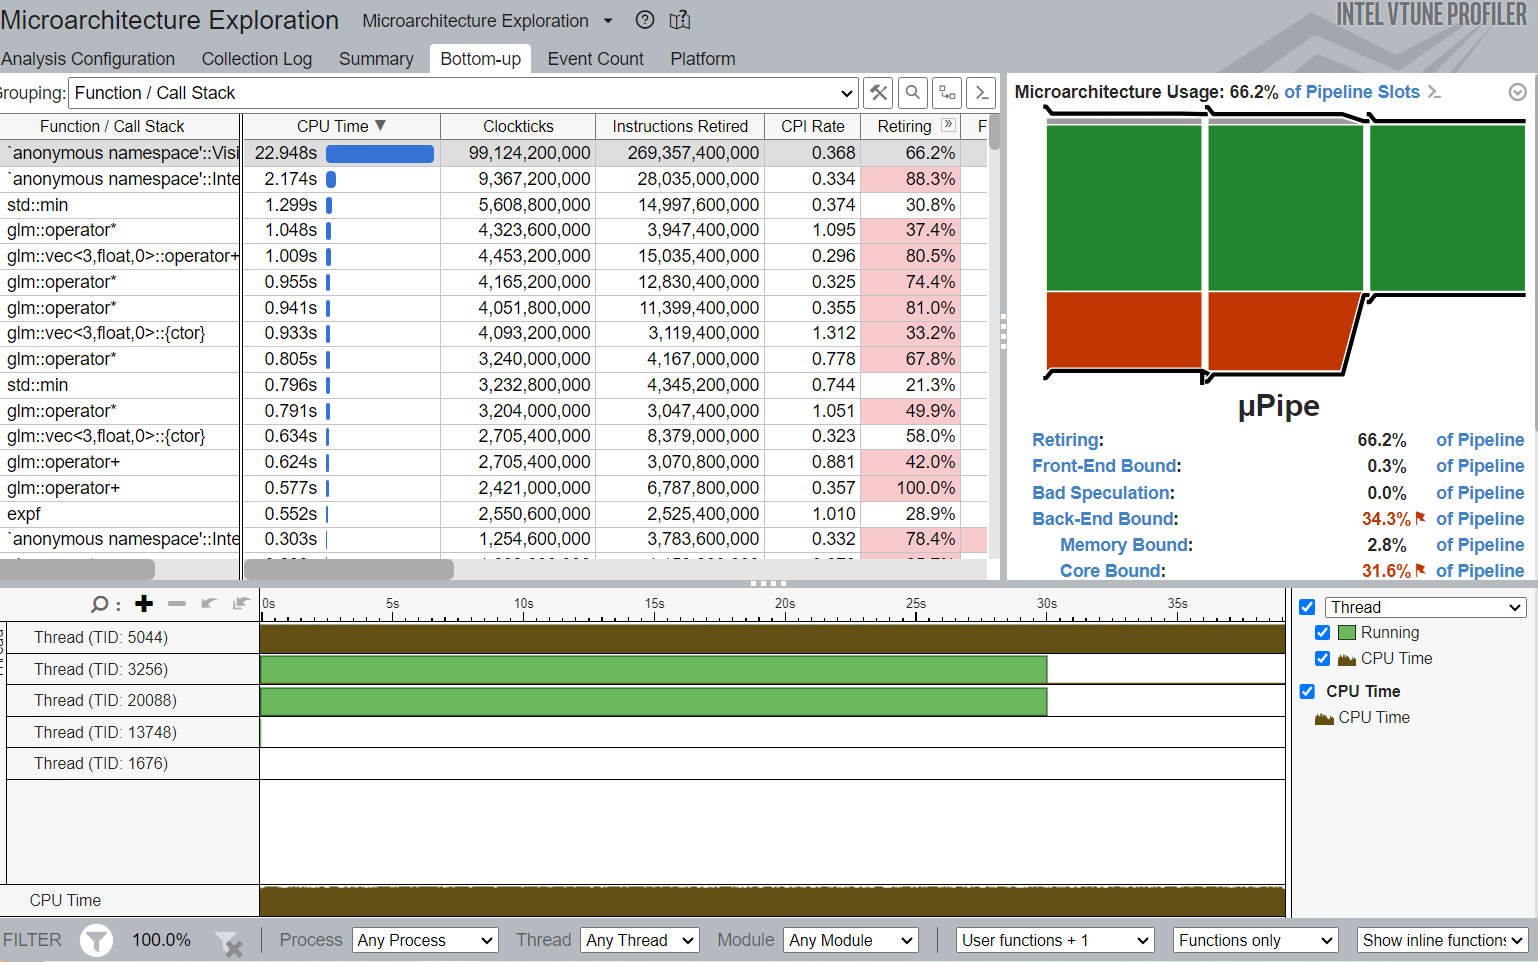 Microarchitecture Exploration Microarchitecture Exploration INTEL VTUNE PROFILER
Analysis Configuration Collection Log Summary Bottom-up Event Count Platform
rouping: Function / Call Stack
Function / Call Stack CPU Time Clockticks Instructions Retired CPI Rate Retiring F
`anonymous namespace'::Visi 22.948s 99,124,200,000 269,357,400,000 0.368 66.2%
`anonymous namespace'::Inte 2.174s 9,367,200,000 28,035,000,000 0.334 88.3%
std::min 1.299s 5,608,800,000 14,997,600,000 0.374 30.8%
glm::operator* 1.048s 4,323,600,000 3,947,400,000 1.095 37.4%
glm::vec<3,float,0>::operator+ 1.009s 4,453,200,000 15,035,400,000 0.296 80.5%
glm::operator* 0.955s 4,165,200,000 12,830,400,000 0.325 74.4%
glm::operator* 0.941s 4,051,800,000 11,399,400,000 0.355 81.0%
glm::vec<3,float,0>::{ctor} 0.933s 4,093,200,000 3,119,400,000 1.312 33.2%
glm::operator* 0.805s 3,240,000,000 4,167,000,000 0.778 67.8%
std::min 0.796s 3,232,800,000 4,345,200,000 0.744 21.3%
glm::operator* 0.791s 3,204,000,000 3,047,400,000 1.051 49.9%
glm::vec<3,float,0>::{ctor} 0.634s 2,705,400,000 8,379,000,000 0.323 58.0%
glm::operator+ 0.624s 2,705,400,000 3,070,800,000 0.881 42.0%
glm::operator+ 0.577s 2,421,000,000 6,787,800,000 0.357 100.0%
expf 0.552s 2,550,600,000 2,525,400,000 1.010 28.9%
`anonymous namespace'::Inte 0.303s 1,254,600,000 3,783,600,000 0.332 78.4%
Microarchitecture Usage: 66.2% of Pipeline Slots
µPipe
Retiring: 66.2% of Pipeline
Front-End Bound: 0.3% of Pipeline
Bad Speculation: 0.0% of Pipeline
Back-End Bound: 34.3% of Pipeline
Memory Bound: 2.8% of Pipeline
Core Bound: 31.6% of Pipeline
0s 5s 10s 15s 20s 25s 30s 35s
Thread (TID: 5044)
Thread (TID: 3256)
Thread (TID: 20088)
Thread (TID: 13748)
Thread (TID: 1676)
CPU Time
Thread
Running
CPU Time
CPU Time
CPU Time
FILTER 100.0% Process Any Process Thread Any Thread Module Any Module User functions + 1 Functions only Show inline functions